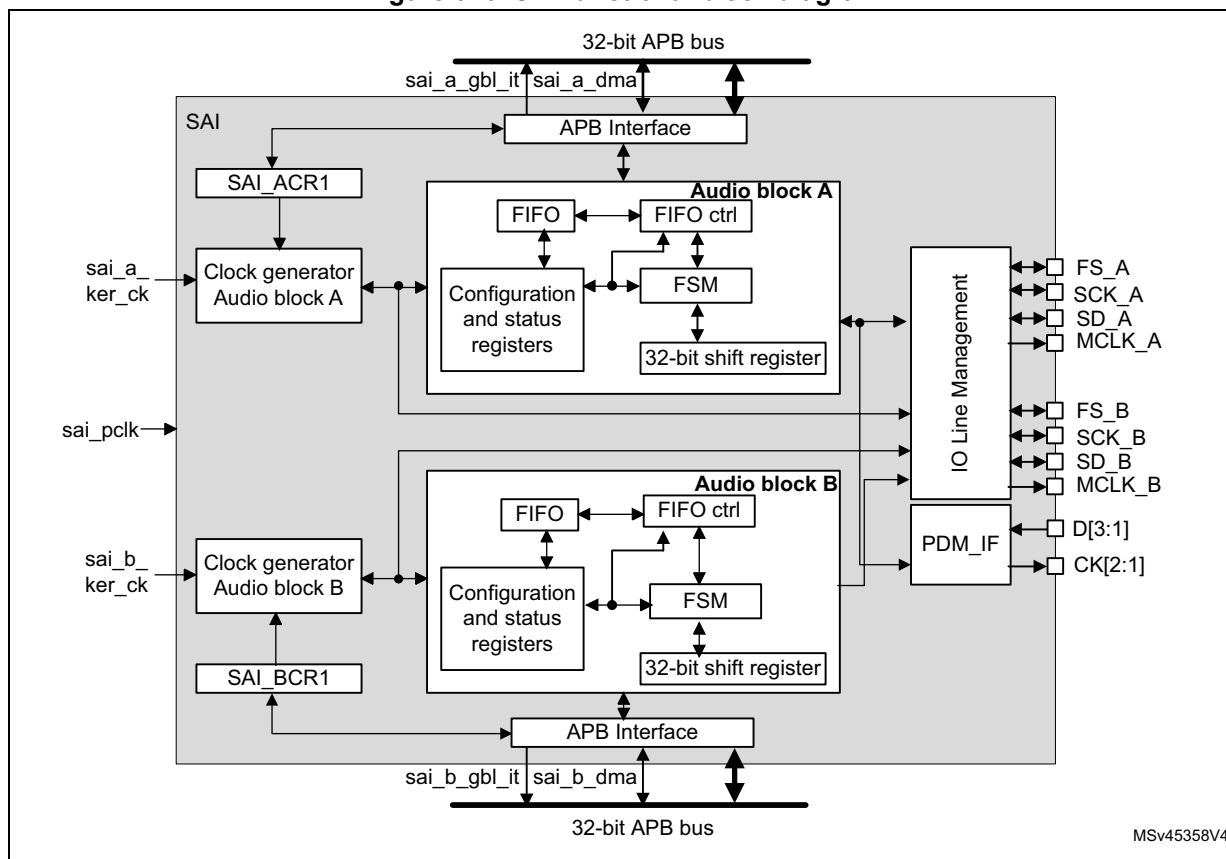 32-bit APB bus
sai_a_gbl_it
sai_a_dma
SAI
APB Interface
SAI_ACR1
Audio block A
FIFO
FIFO ctrl
sai_a_
ker_ck
Clock generator
Audio block A
Configuration
and status
registers
FSM
32-bit shift register
IO Line Management
FS_A
SCK_A
SD_A
MCLK_A
sai_pclk
FS_B
SCK_B
SD_B
MCLK_B
Audio block B
FIFO
FIFO ctrl
sai_b_
ker_ck
Clock generator
Audio block B
Configuration
and status
registers
FSM
32-bit shift register
PDM_IF
D[3:1]
CK[2:1]
SAI_BCR1
APB Interface
sai_b_gbl_it
sai_b_dma
32-bit APB bus
MSv45358V4